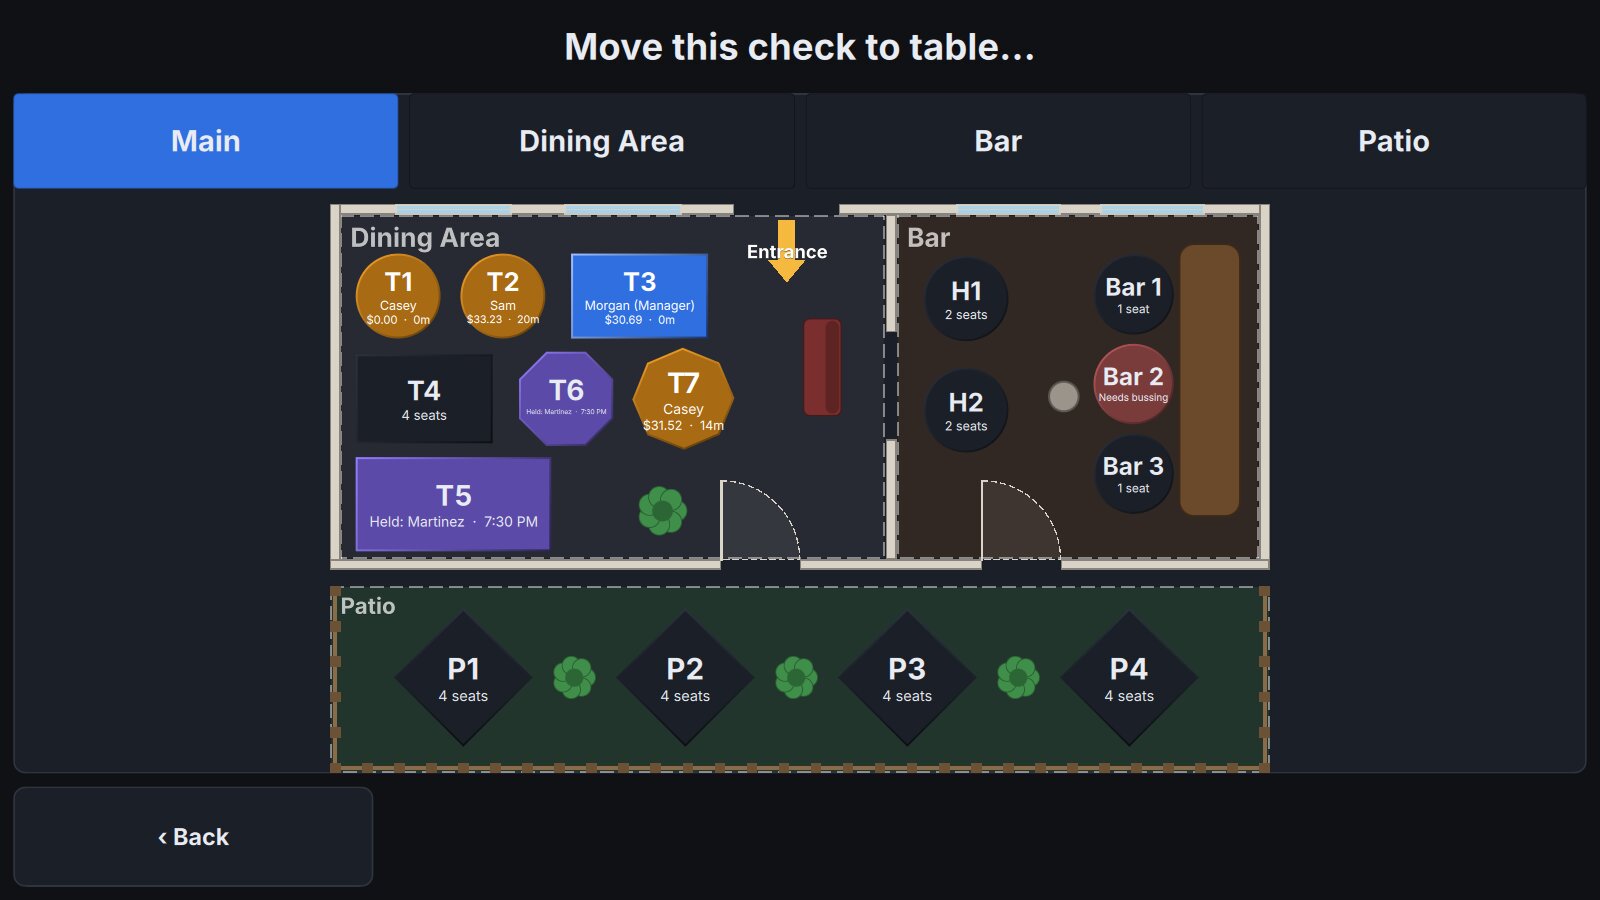 Move this check to table...
Main
Dining Area
Bar
Patio
Dining Area
Entrance
Bar
T1
Casey
$0.00 · 0m
T2
Sam
$33.23 · 20m
T3
Morgan (Manager)
$30.69 · 0m
H1
2 seats
Bar 1
1 seat
T4
4 seats
T6
Held: Martinez · 7:30 PM
T7
Casey
$31.52 · 14m
H2
2 seats
Bar 2
Needs bussing
T5
Held: Martinez · 7:30 PM
Bar 3
1 seat
Patio
P1
4 seats
P2
4 seats
P3
4 seats
P4
4 seats
‹ Back